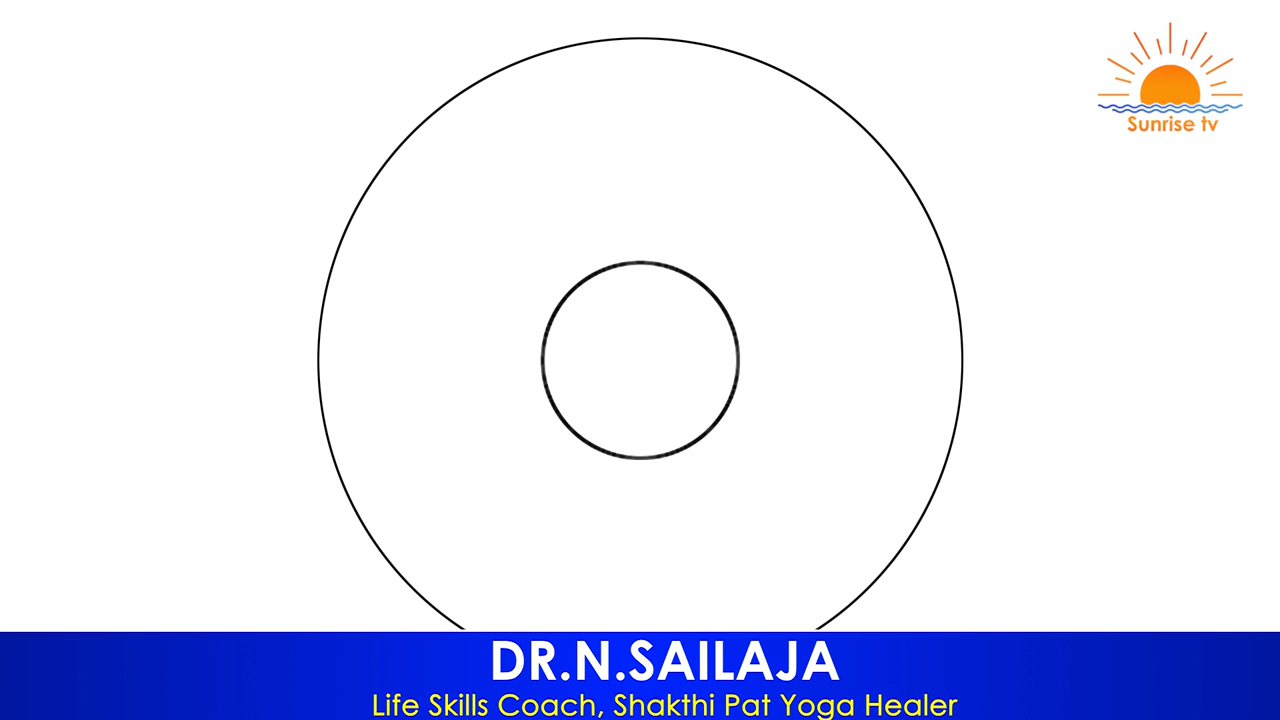 Sunrise tv
DR.N.SAILAJA
Life Skills Coach, Shakthi Pat Yoga Healer